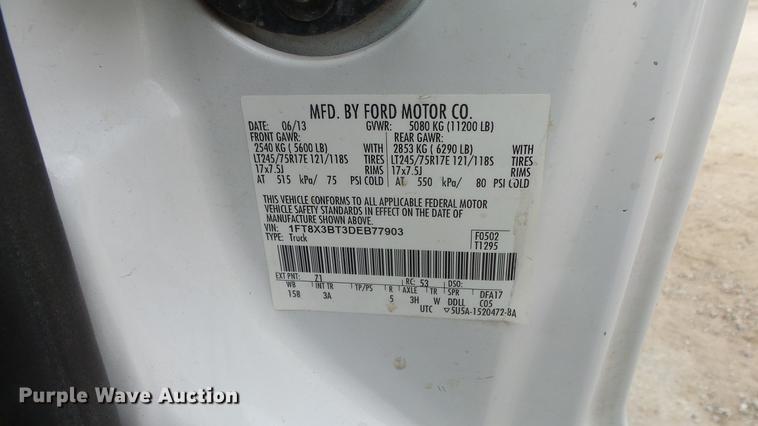 MFD. BY FORD MOTOR CO.
DATE: 06/13 GVWR: 5080 KG (11200 LB)
FRONT GAWR: REAR GAWR:
2540 KG ( 5600 LB) WITH 2853 KG ( 6290 LB) WITH
LT245/75R17E 121/118S TIRES LT245/75R17E 121/118S TIRES
17x7.5J RIMS 17x7.5J RIMS
AT 515 kPa/ 75 PSI COLD AT 550 kPa/ 80 PSI COLD
THIS VEHICLE CONFORMS TO ALL APPLICABLE FEDERAL MOTOR
VEHICLE SAFETY STANDARDS IN EFFECT ON THE DATE OF
MANUFACTURE SHOWN ABOVE.
VIN: 1FT8X3BT3DEB77903 F0502
TYPE: Truck T1295
EXT PNT: Z1 RC: 53 DSO:
WB INT TR TP/PS R AXLE TR SPR DFA17
158 3A 5 3H W DDLL C05
UTC ▽5U5A-1520472-BA
Purple Wave Auction